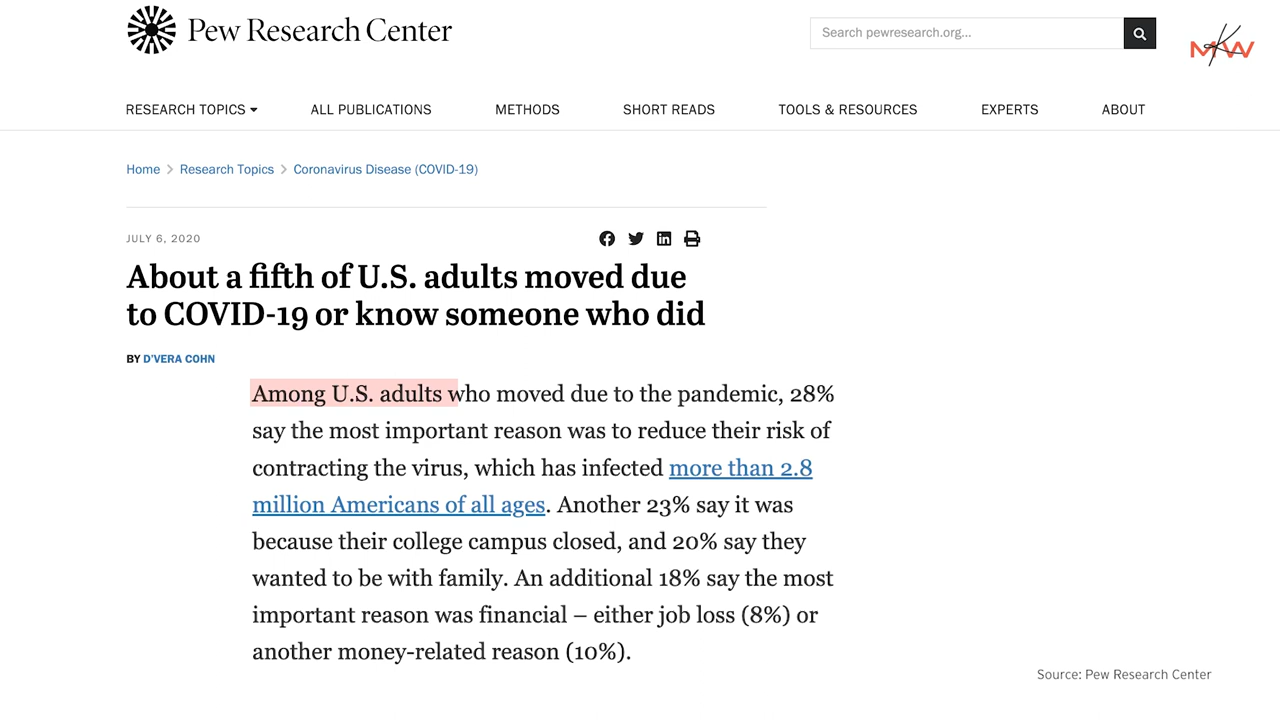 Pew Research Center
Search pewresearch.org...
MKW
RESEARCH TOPICS
ALL PUBLICATIONS
METHODS
SHORT READS
TOOLS & RESOURCES
EXPERTS
ABOUT
Home > Research Topics > Coronavirus Disease (COVID-19)
JULY 6, 2020
About a fifth of U.S. adults moved due
to COVID-19 or know someone who did
BY D'VERA COHN
Among U.S. adults who moved due to the pandemic, 28%
say the most important reason was to reduce their risk of
contracting the virus, which has infected more than 2.8
million Americans of all ages. Another 23% say it was
because their college campus closed, and 20% say they
wanted to be with family. An additional 18% say the most
important reason was financial – either job loss (8%) or
another money-related reason (10%).
Source: Pew Research Center